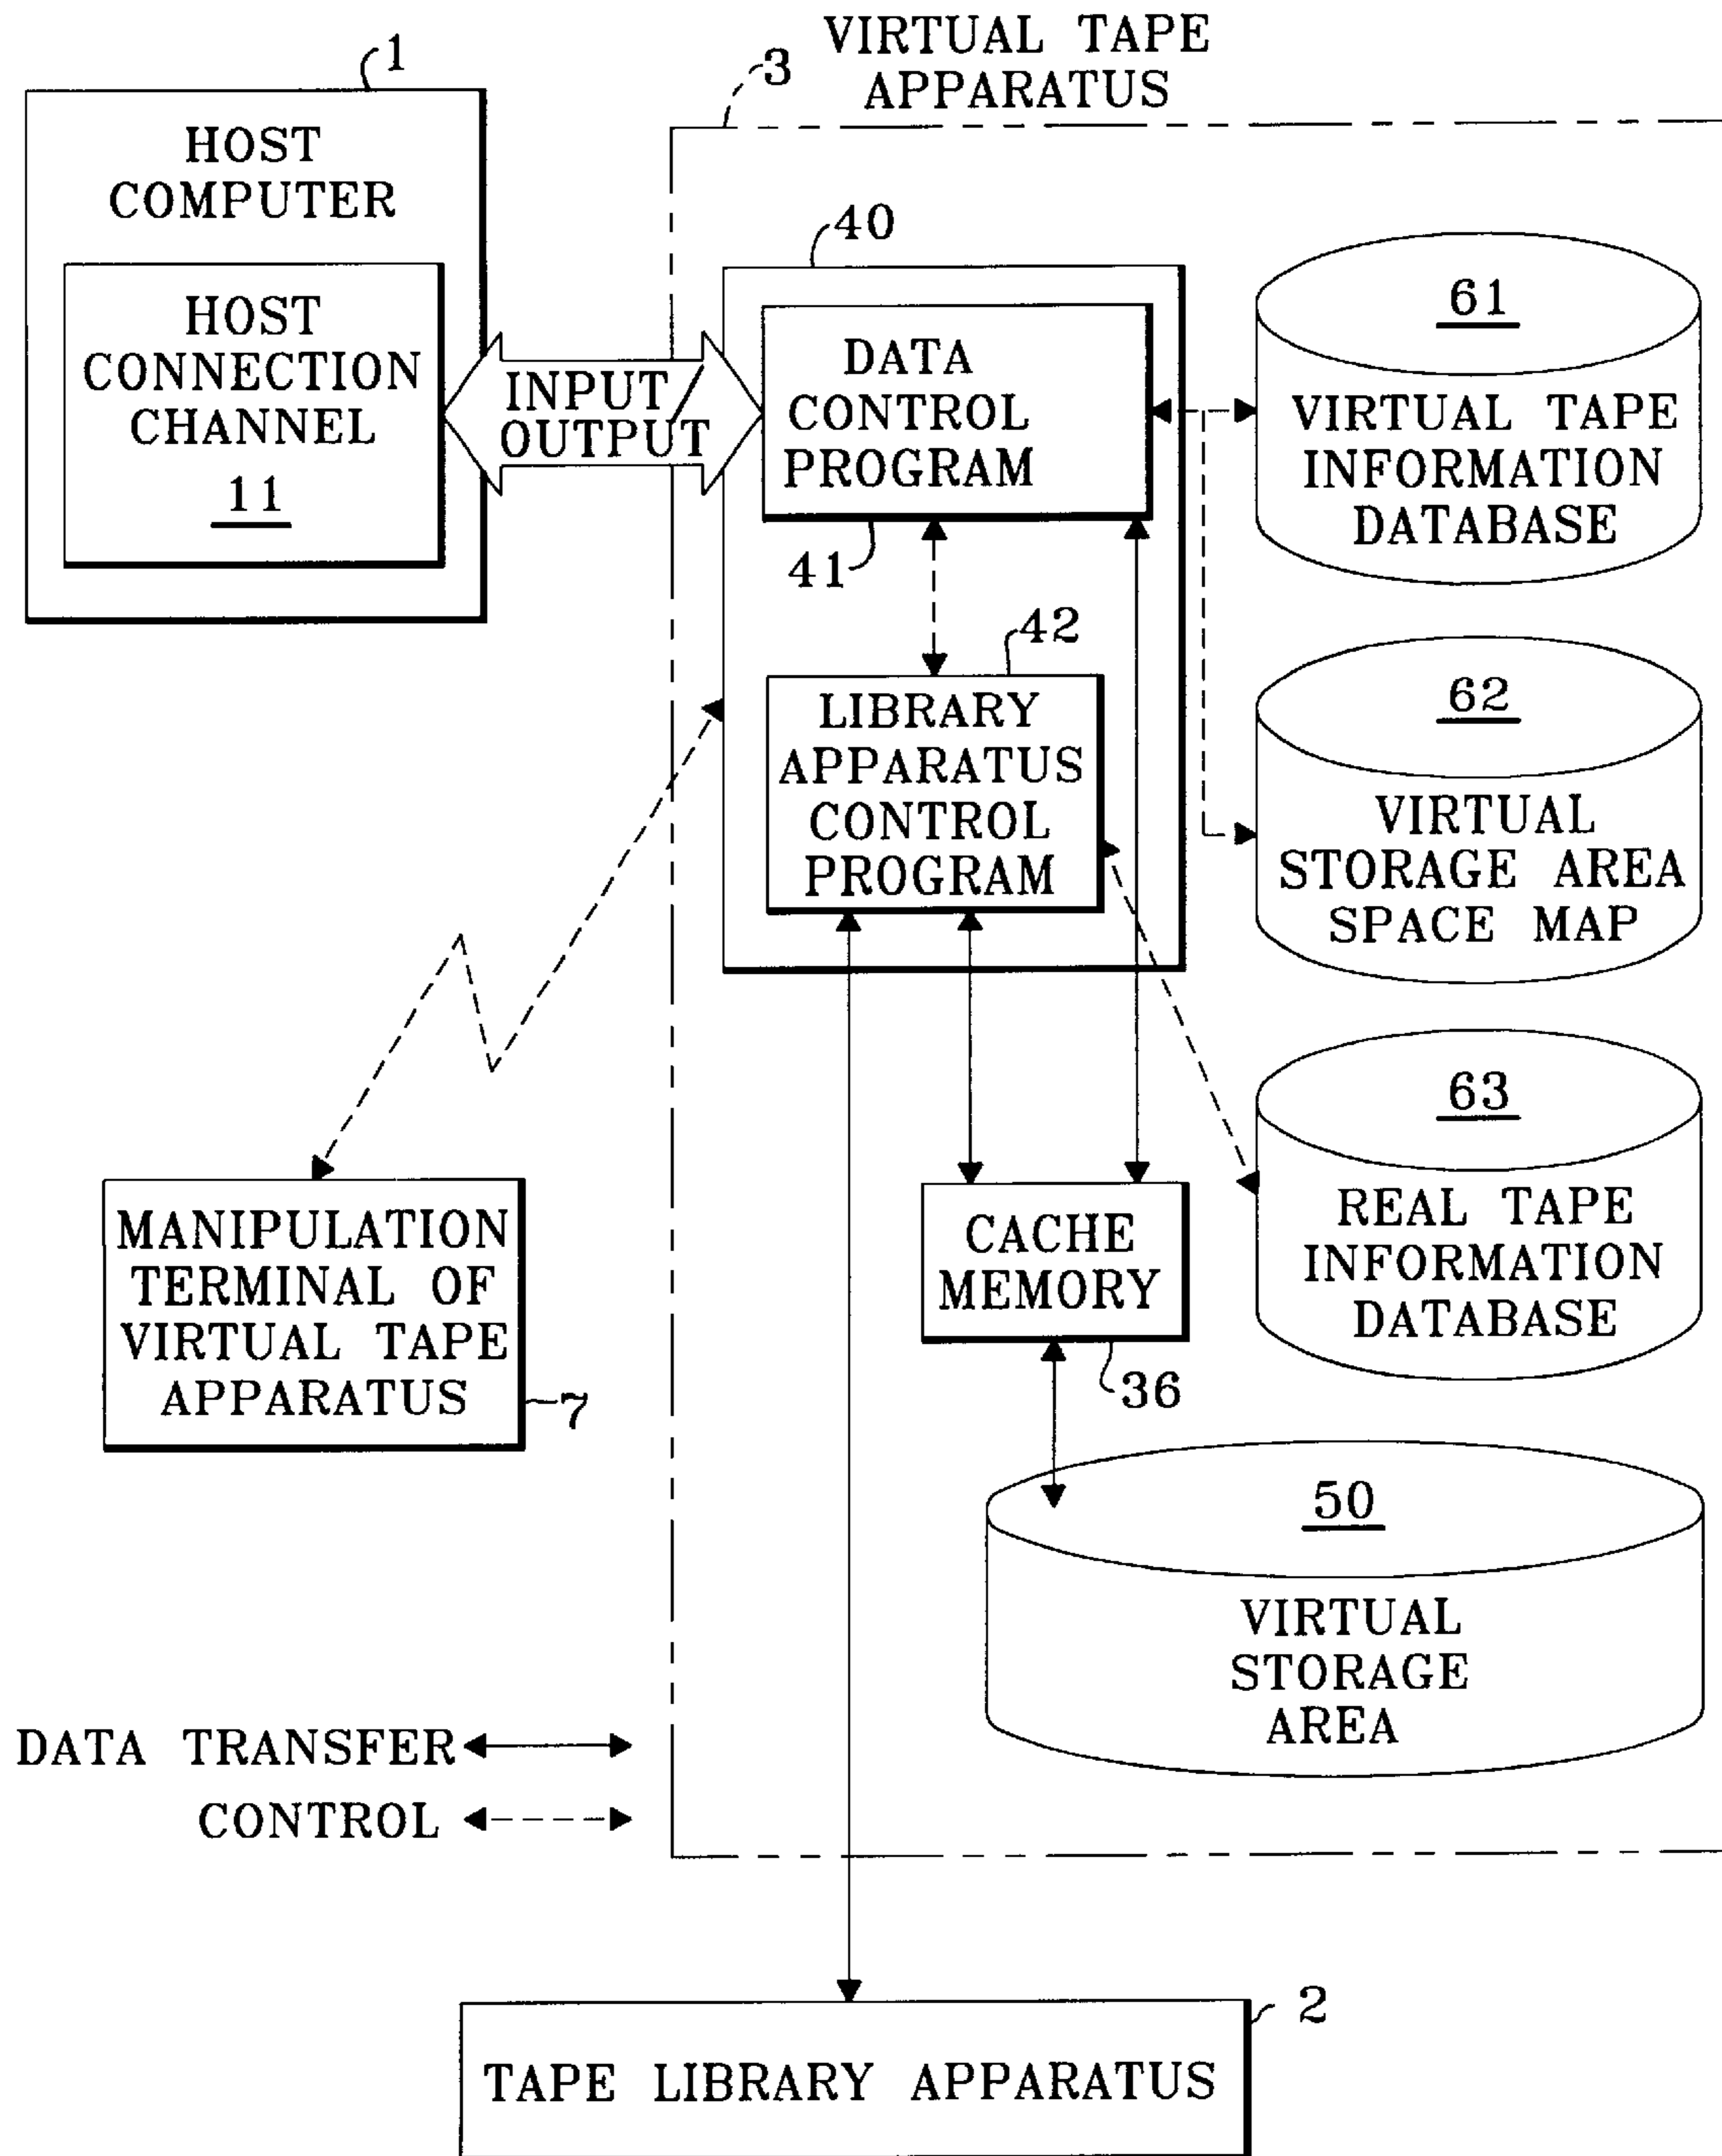 VIRTUAL TAPE
APPARATUS
3
1
HOST
COMPUTER
HOST
CONNECTION
CHANNEL
11
INPUT/
OUTPUT
40
DATA
CONTROL
PROGRAM
41
42
LIBRARY
APPARATUS
CONTROL
PROGRAM
61
VIRTUAL TAPE
INFORMATION
DATABASE
62
VIRTUAL
STORAGE AREA
SPACE MAP
63
REAL TAPE
INFORMATION
DATABASE
MANIPULATION
TERMINAL OF
VIRTUAL TAPE
APPARATUS
7
CACHE
MEMORY
36
50
VIRTUAL
STORAGE
AREA
DATA TRANSFER
CONTROL
2
TAPE LIBRARY APPARATUS